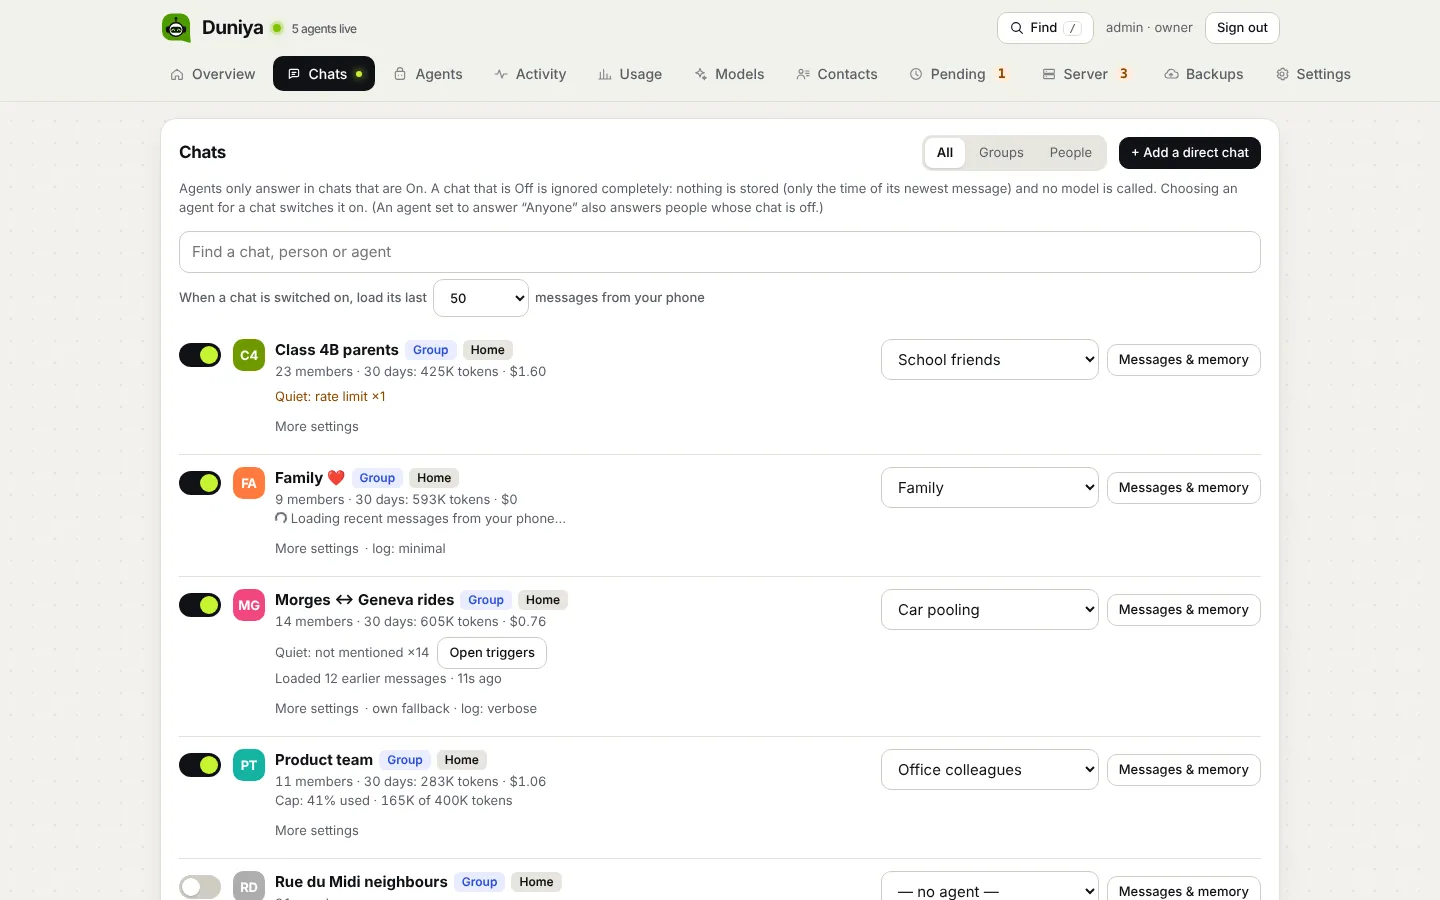 Duniya
5 agents live
Find /
admin · owner
Sign out
Overview
Chats
Agents
Activity
Usage
Models
Contacts
Pending 1
Server 3
Backups
Settings
Chats
All
Groups
People
+ Add a direct chat
Agents only answer in chats that are On. A chat that is Off is ignored completely: nothing is stored (only the time of its newest message) and no model is called. Choosing an
agent for a chat switches it on. (An agent set to answer “Anyone” also answers people whose chat is off.)
Find a chat, person or agent
When a chat is switched on, load its last 50 messages from your phone
C4 Class 4B parents Group Home
School friends
Messages & memory
23 members · 30 days: 425K tokens · $1.60
Quiet: rate limit ×1
More settings
FA Family ❤️ Group Home
Family
Messages & memory
9 members · 30 days: 593K tokens · $0
Loading recent messages from your phone…
More settings · log: minimal
MG Morges ↔ Geneva rides Group Home
Car pooling
Messages & memory
14 members · 30 days: 605K tokens · $0.76
Quiet: not mentioned ×14 Open triggers
Loaded 12 earlier messages · 11s ago
More settings · own fallback · log: verbose
PT Product team Group Home
Office colleagues
Messages & memory
11 members · 30 days: 283K tokens · $1.06
Cap: 41% used · 165K of 400K tokens
More settings
RD Rue du Midi neighbours Group Home
— no agent —
Messages & memory